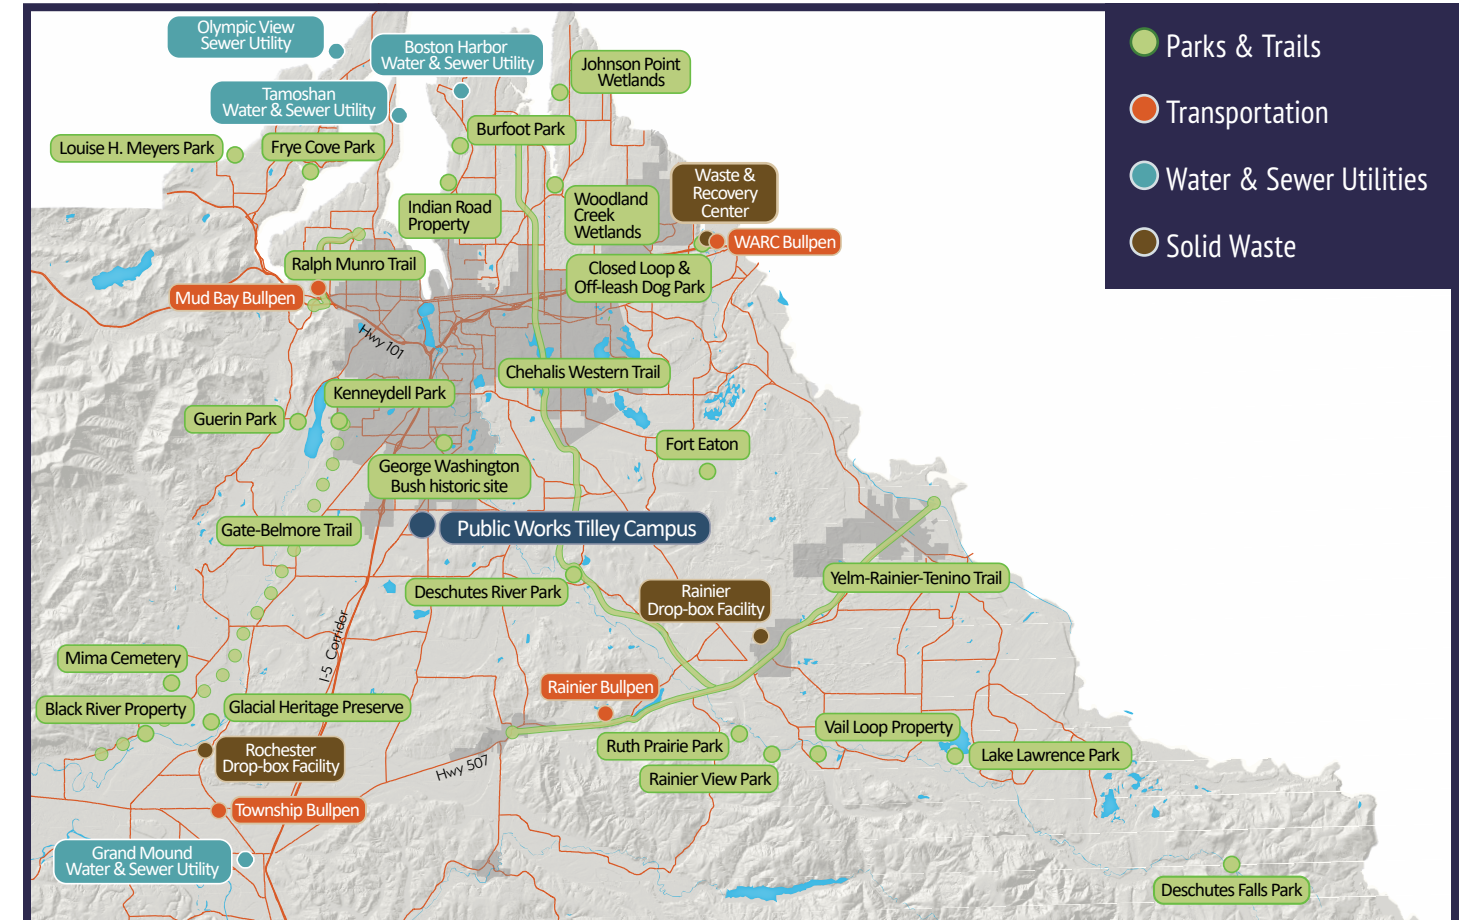 Olympic View
Sewer Utility
Boston Harbor
Water & Sewer Utility
Johnson Point
Wetlands
Tamoshan
Water & Sewer Utility
Burfoot Park
Louise H. Meyers Park
Frye Cove Park
Waste &
Recovery
Center
Indian Road
Property
Woodland
Creek
Wetlands
WARC Bullpen
Ralph Munro Trail
Closed Loop &
Off-leash Dog Park
Mud Bay Bullpen
Hwy 101
Chehalis Western Trail
Kenneydell Park
Guerin Park
Fort Eaton
George Washington
Bush historic site
Gate-Belmore Trail
Public Works Tilley Campus
Deschutes River Park
Rainier
Drop-box Facility
Yelm-Rainier-Tenino Trail
I-5 Corridor
Mima Cemetery
Rainier Bullpen
Black River Property
Glacial Heritage Preserve
Ruth Prairie Park
Vail Loop Property
Rochester
Drop-box Facility
Hwy 507
Rainier View Park
Lake Lawrence Park
Township Bullpen
Grand Mound
Water & Sewer Utility
Deschutes Falls Park
Parks & Trails
Transportation
Water & Sewer Utilities
Solid Waste